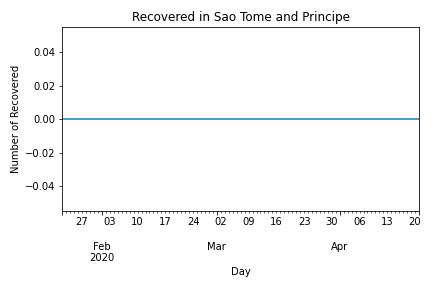 Recovered in Sao Tome and Principe
Number of Recovered
0.04
0.02
0.00
−0.02
−0.04
27 03 10 17 24 02 09 16 23 30 06 13 20
Feb Mar Apr
2020
Day